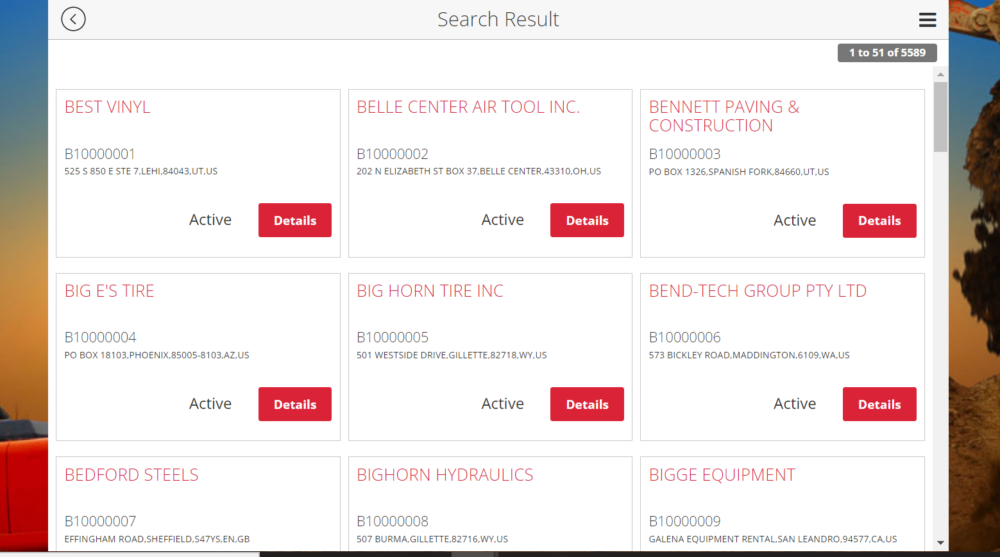 Search Result
1 to 51 of 5589
BEST VINYL
B10000001
525 S 850 E STE 7,LEHI,84043,UT,US
Active
Details
BELLE CENTER AIR TOOL INC.
B10000002
202 N ELIZABETH ST BOX 37,BELLE CENTER,43310,OH,US
Active
Details
BENNETT PAVING &
CONSTRUCTION
B10000003
PO BOX 1326,SPANISH FORK,84660,UT,US
Active
Details
BIG E'S TIRE
B10000004
PO BOX 18103,PHOENIX,85005-8103,AZ,US
Active
Details
BIG HORN TIRE INC
B10000005
501 WESTSIDE DRIVE,GILLETTE,82718,WY,US
Active
Details
BEND-TECH GROUP PTY LTD
B10000006
573 BICKLEY ROAD,MADDINGTON,6109,WA,US
Active
Details
BEDFORD STEELS
B10000007
EFFINGHAM ROAD,SHEFFIELD,S47YS,EN,GB
BIGHORN HYDRAULICS
B10000008
507 BURMA,GILLETTE,82716,WY,US
BIGGE EQUIPMENT
B10000009
GALENA EQUIPMENT RENTAL,SAN LEANDRO,94577,CA,US